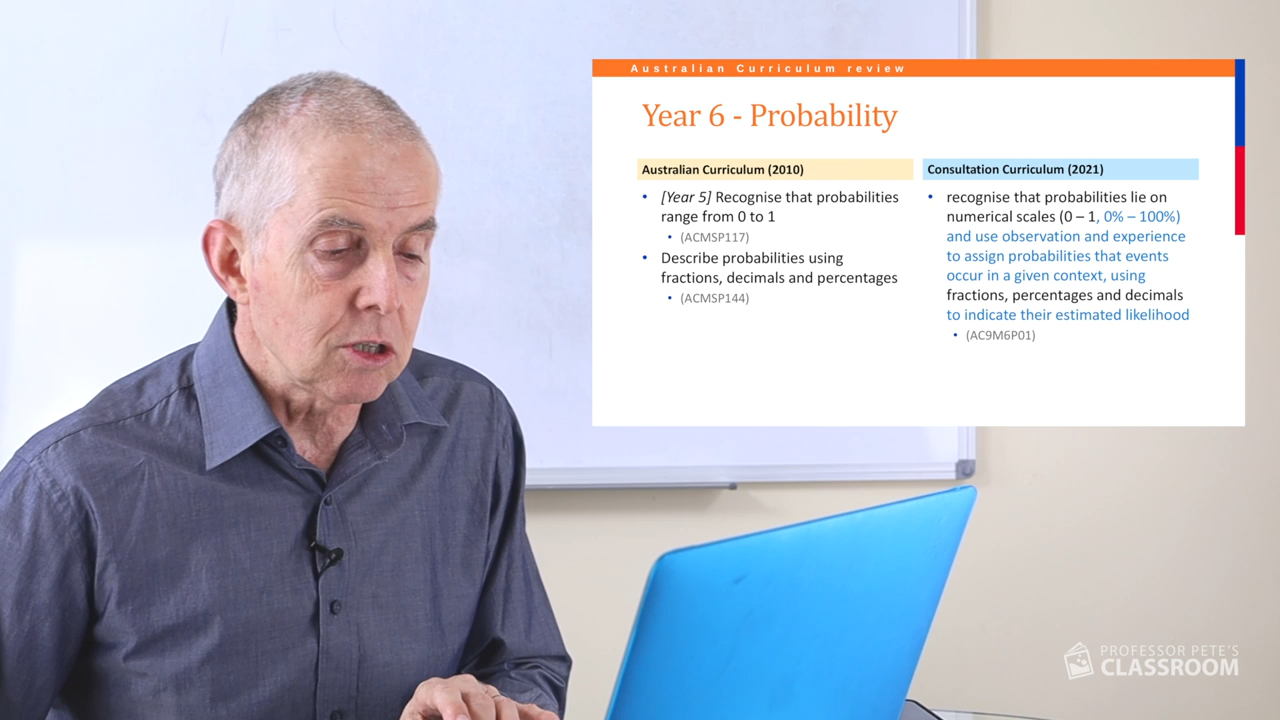 Australian Curriculum review
Year 6 - Probability
Australian Curriculum (2010)
• [Year 5] Recognise that probabilities
range from 0 to 1
• (ACMSP117)
• Describe probabilities using
fractions, decimals and percentages
• (ACMSP144)
Consultation Curriculum (2021)
• recognise that probabilities lie on
numerical scales (0 – 1, 0% – 100%)
and use observation and experience
to assign probabilities that events
occur in a given context, using
fractions, percentages and decimals
to indicate their estimated likelihood
• (AC9M6P01)
PROFESSOR PETE'S
CLASSROOM